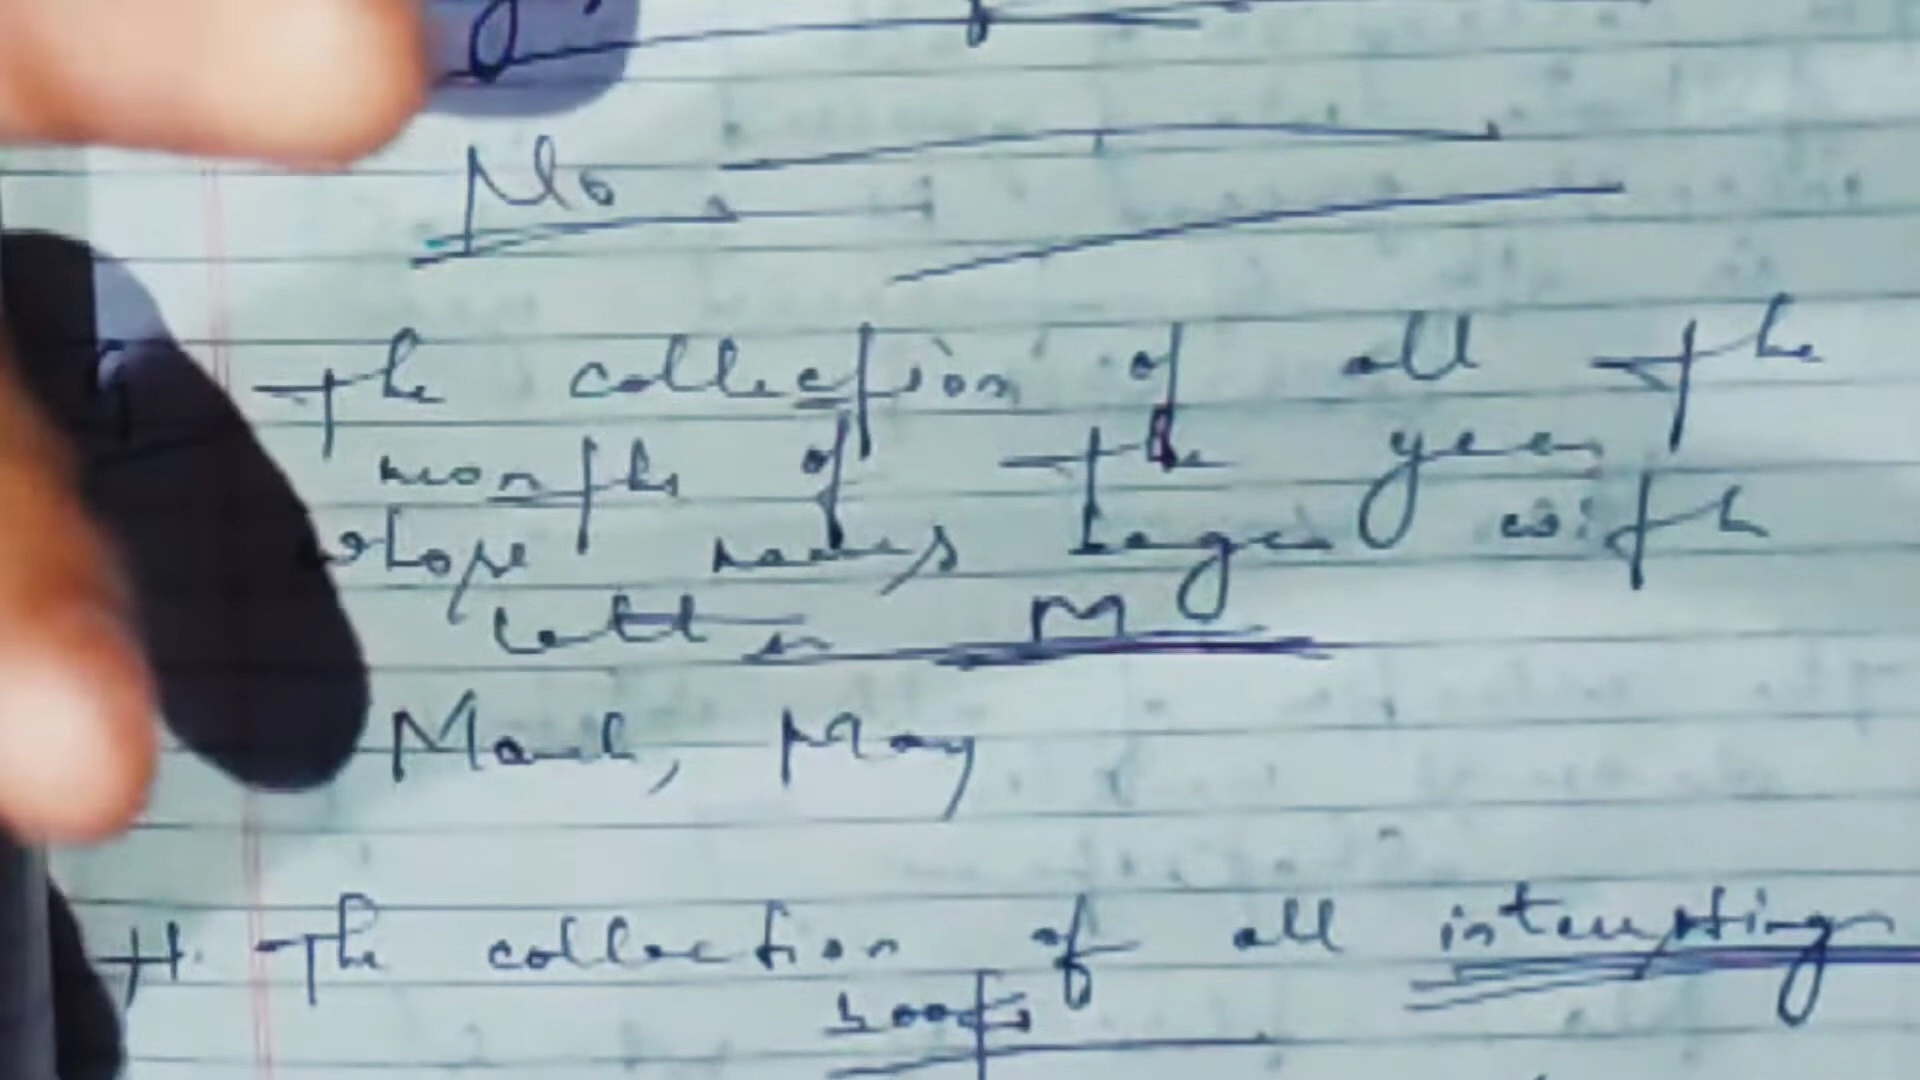 No
G The collection of all the
months of the year
whose names begin with
letter M
March, May
H. The collection of all interesting
books